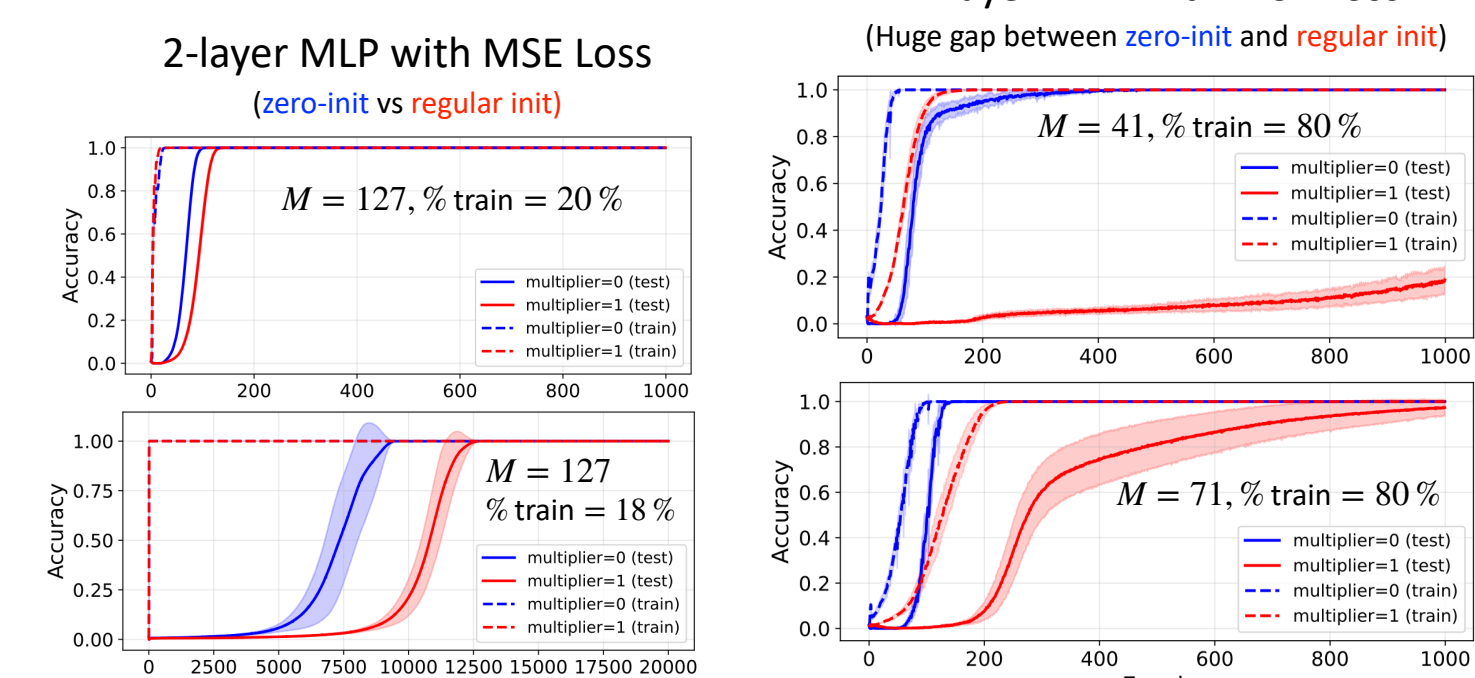 2-layer MLP with MSE Loss
(zero-init vs regular init)
1.0
0.8
0.6
0.4
0.2
0.0
Accuracy
M = 127, % train = 20 %
multiplier=0 (test)
multiplier=1 (test)
multiplier=0 (train)
multiplier=1 (train)
0 200 400 600 800 1000
1.00
0.75
0.50
0.25
0.00
Accuracy
M = 127
% train = 18 %
multiplier=0 (test)
multiplier=1 (test)
multiplier=0 (train)
multiplier=1 (train)
0 2500 5000 7500 10000 12500 15000 17500 20000
(Huge gap between zero-init and regular init)
1.0
0.8
0.6
0.4
0.2
0.0
Accuracy
M = 41, % train = 80 %
multiplier=0 (test)
multiplier=1 (test)
multiplier=0 (train)
multiplier=1 (train)
0 200 400 600 800 1000
1.0
0.8
0.6
0.4
0.2
0.0
Accuracy
M = 71, % train = 80 %
multiplier=0 (test)
multiplier=1 (test)
multiplier=0 (train)
multiplier=1 (train)
0 200 400 600 800 1000